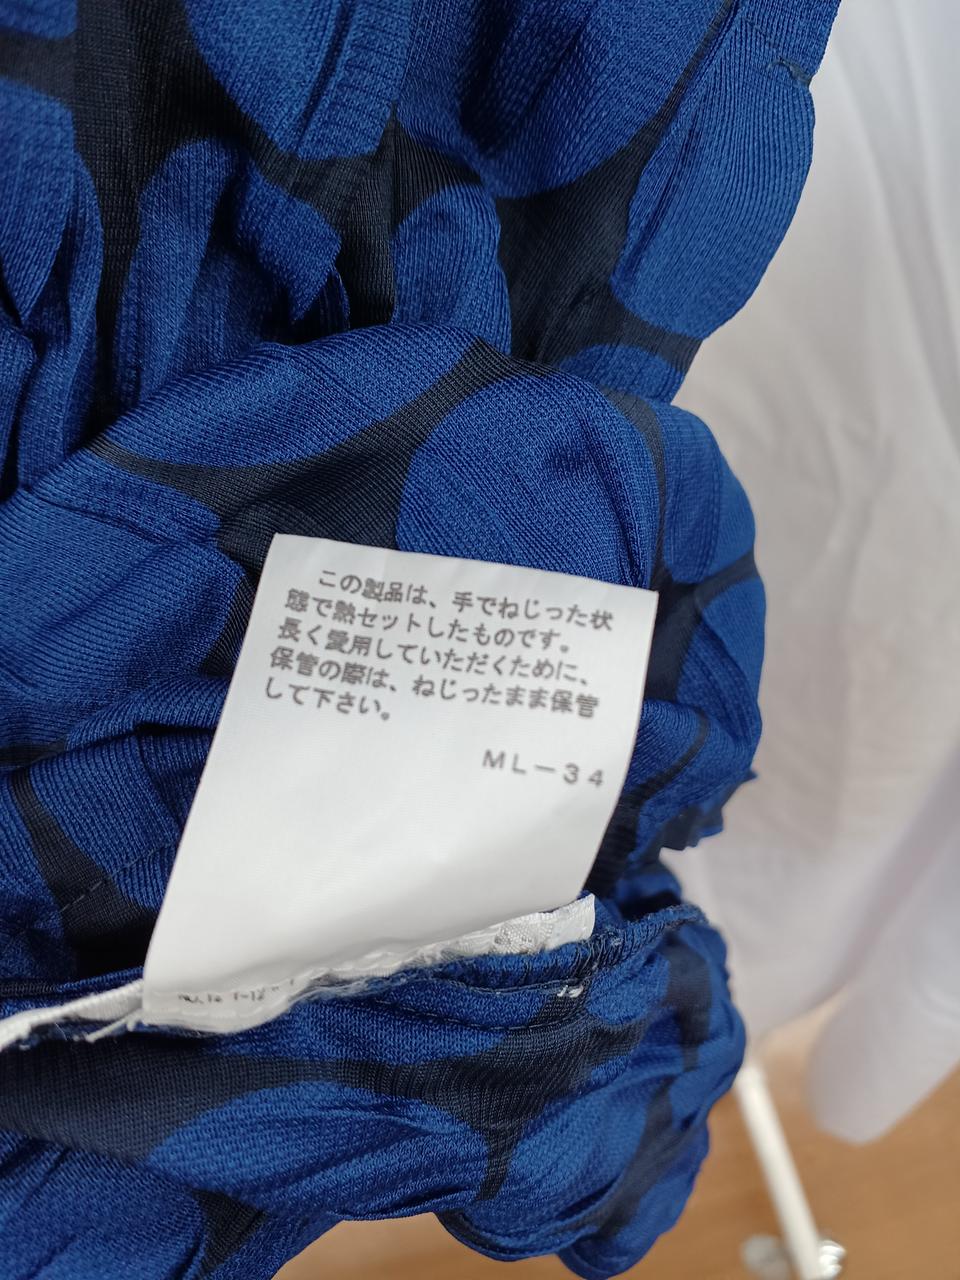 この製品は、手でねじった状
態で熱セットしたものです。
長く愛用していただくために、
保管の際は、ねじったまま保管
して下さい。
ML－34